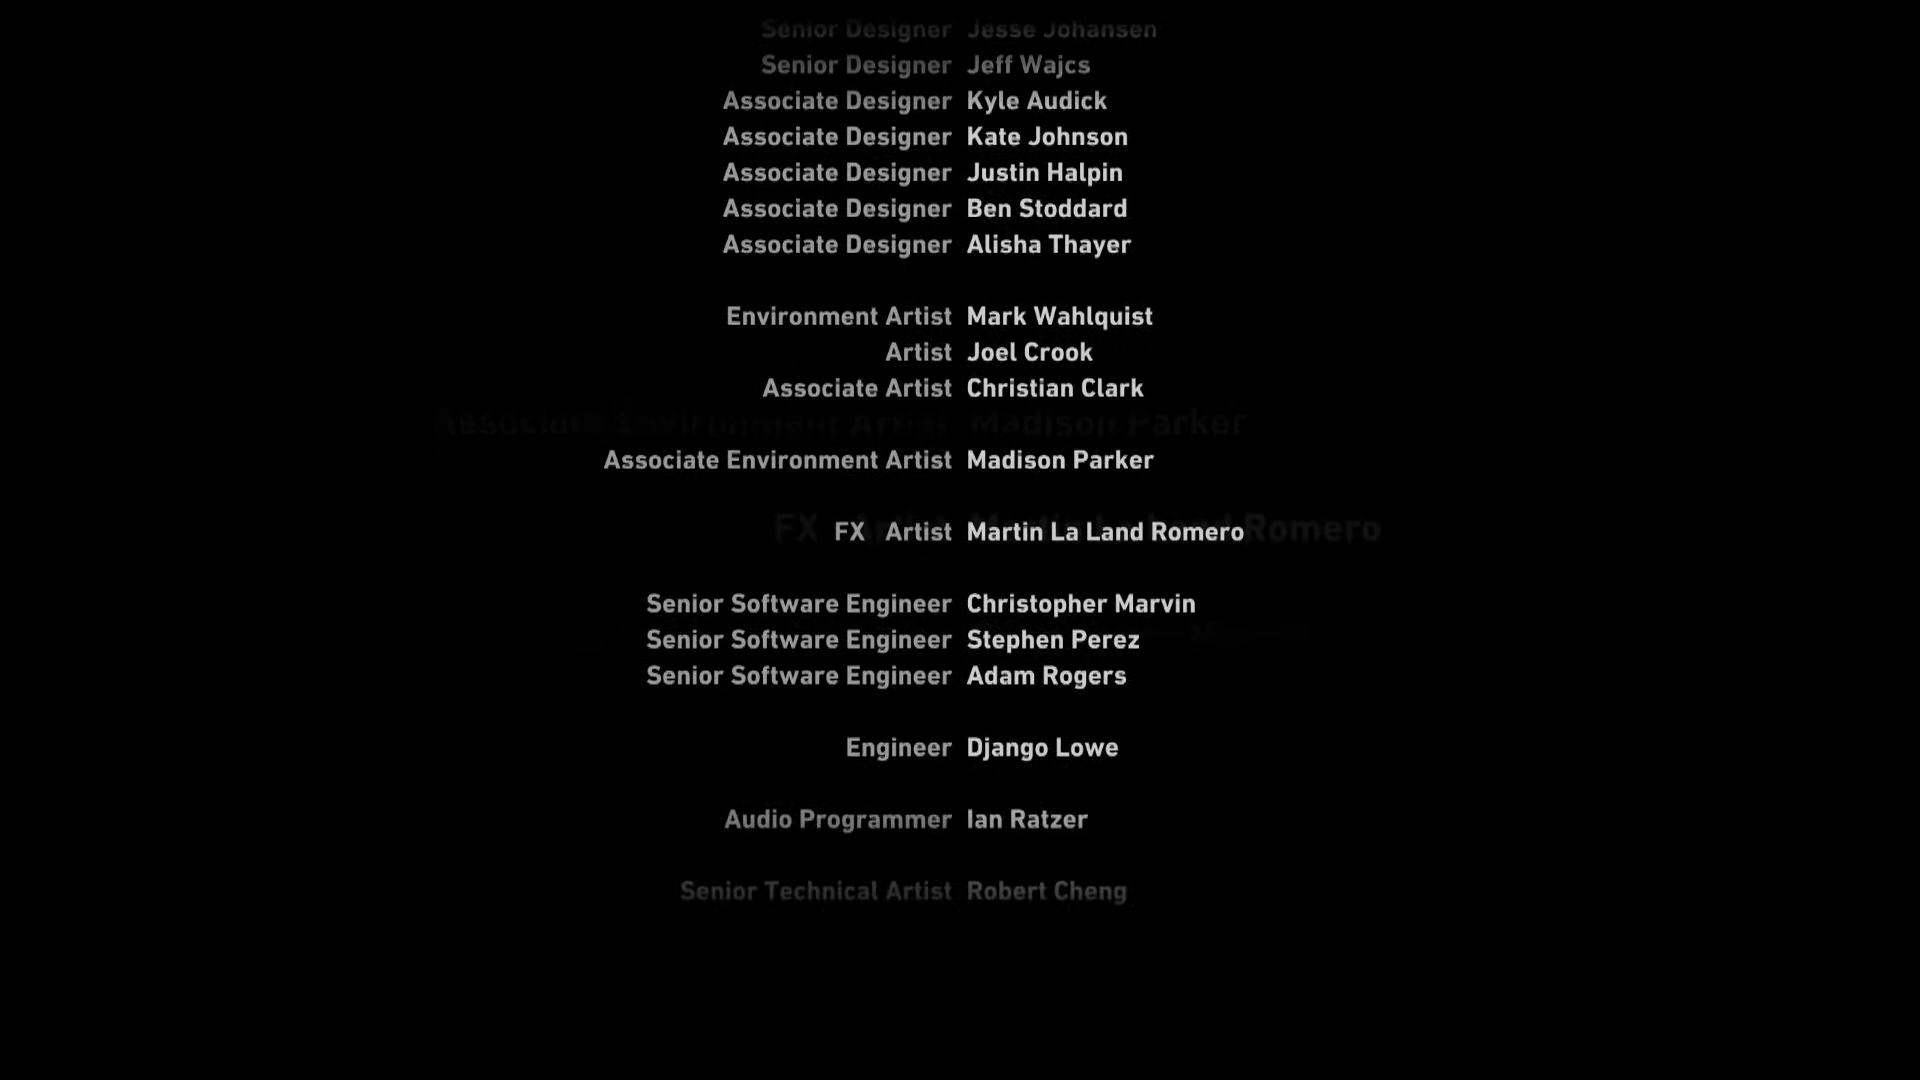 Senior Designer Jesse Johansen
Senior Designer Jeff Wajcs
Associate Designer Kyle Audick
Associate Designer Kate Johnson
Associate Designer Justin Halpin
Associate Designer Ben Stoddard
Associate Designer Alisha Thayer
Environment Artist Mark Wahlquist
Artist Joel Crook
Associate Artist Christian Clark
Associate Environment Artist Madison Parker
FX Artist Martin La Land Romero
Senior Software Engineer Christopher Marvin
Senior Software Engineer Stephen Perez
Senior Software Engineer Adam Rogers
Engineer Django Lowe
Audio Programmer Ian Ratzer
Senior Technical Artist Robert Cheng